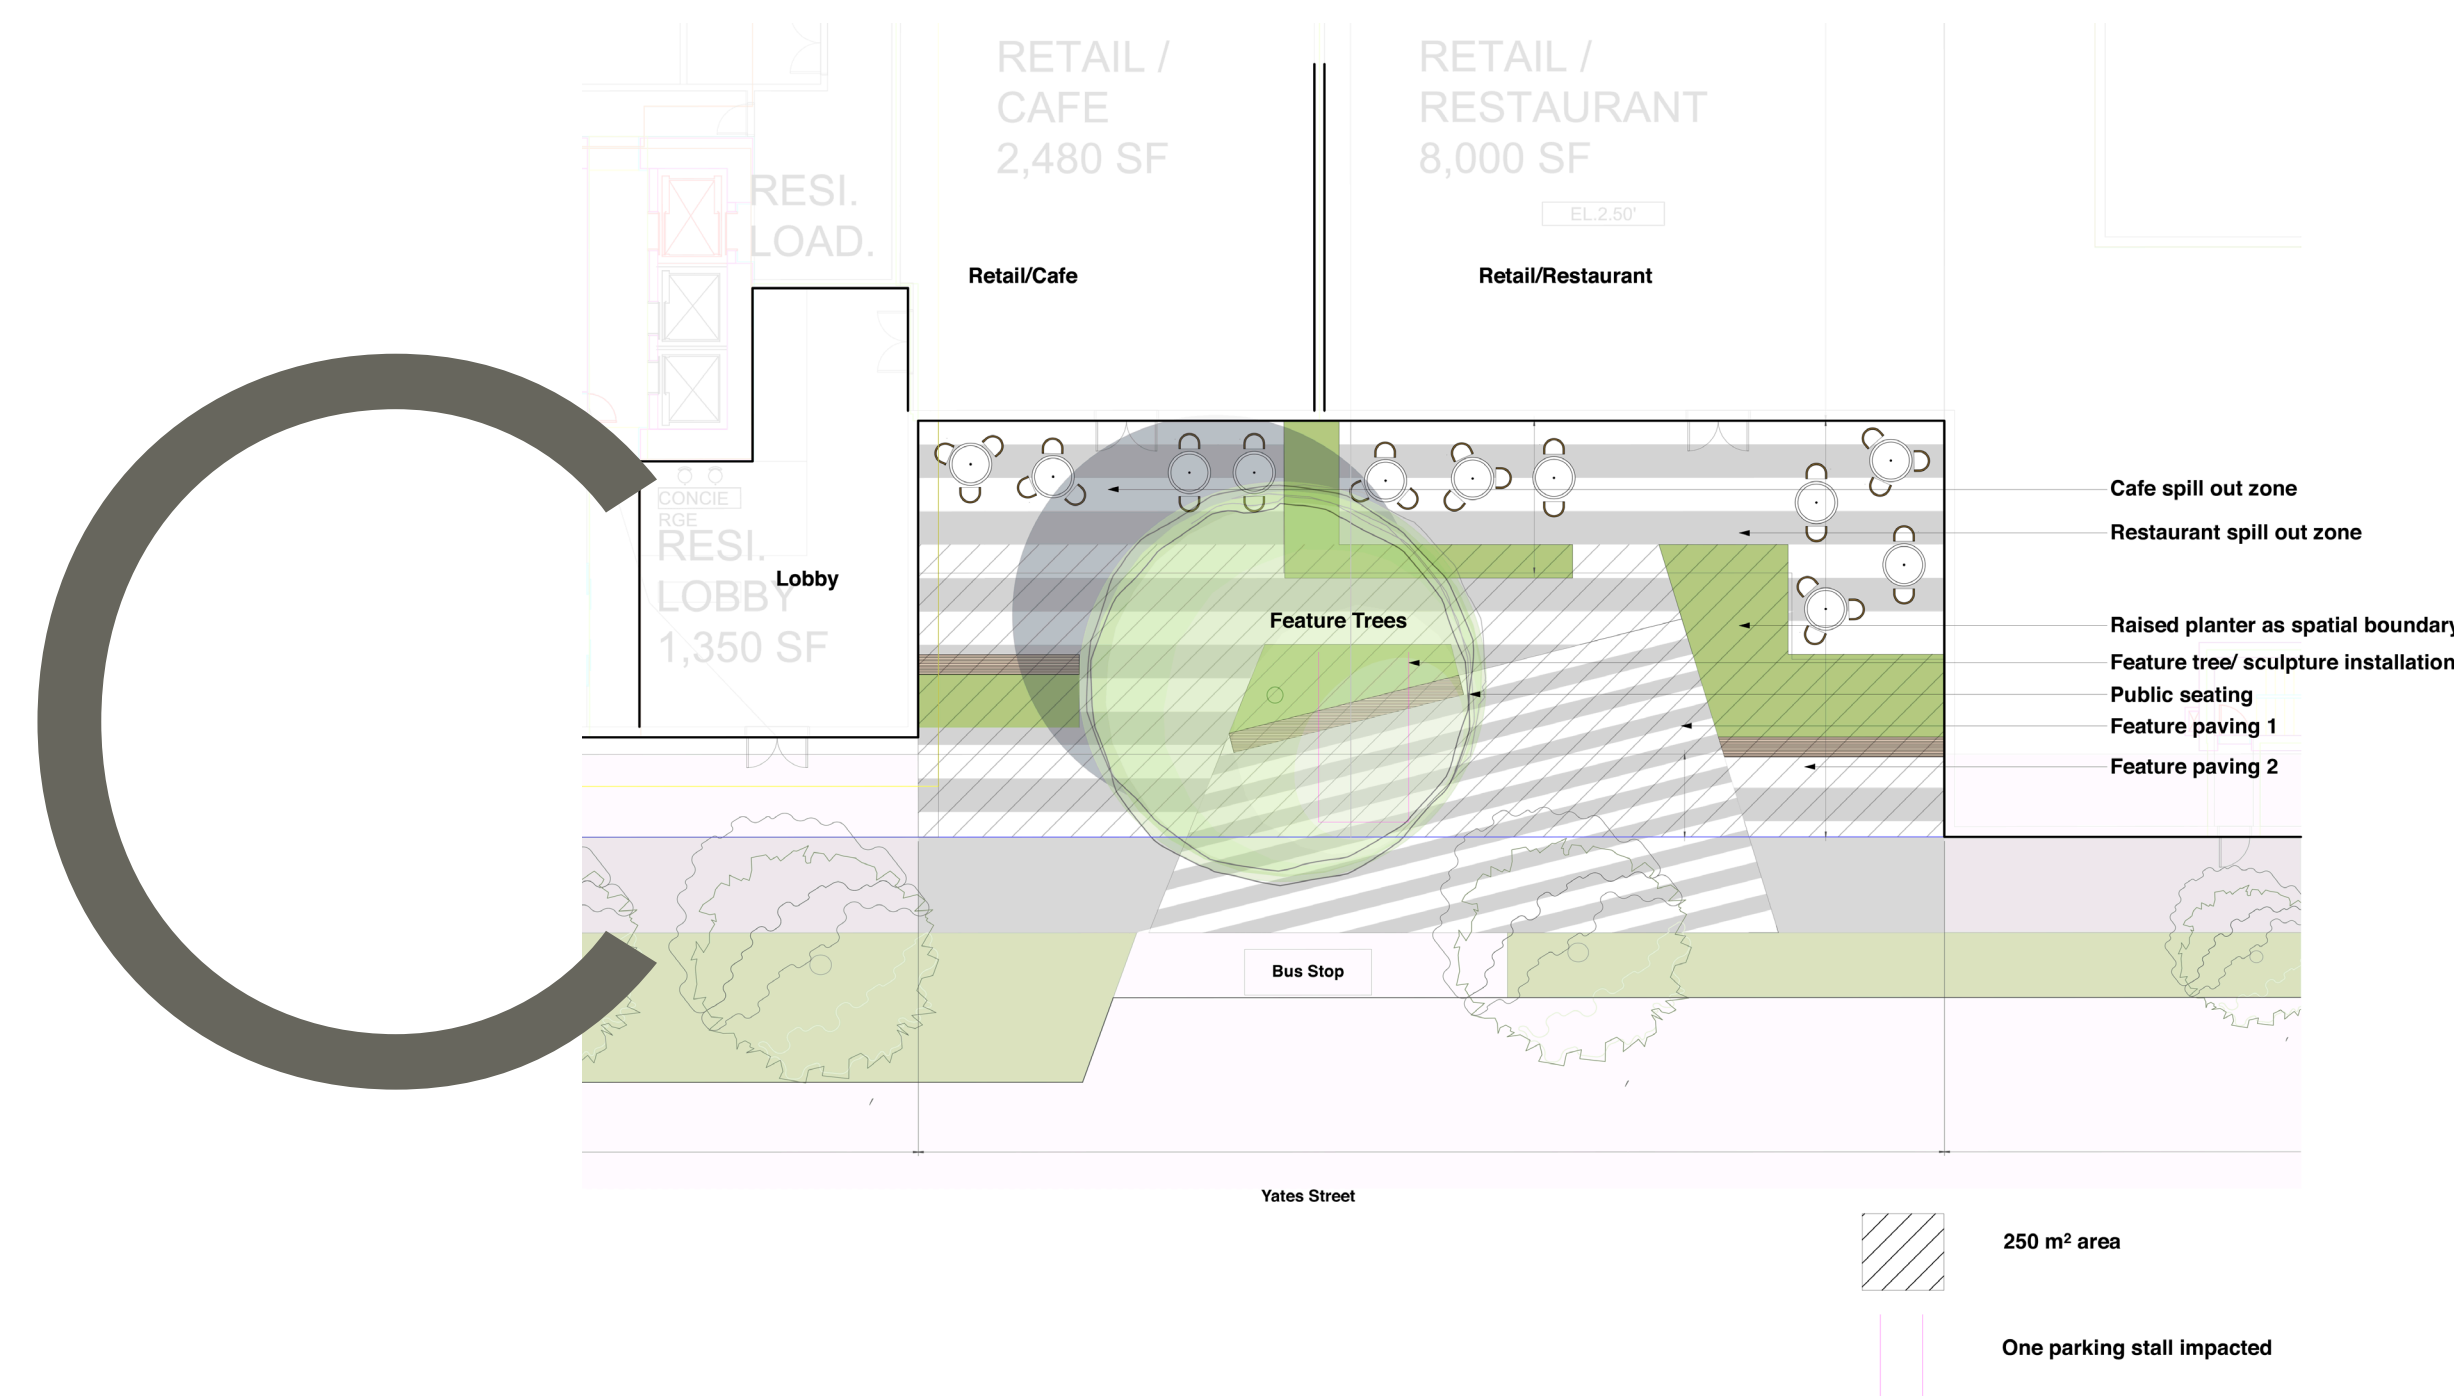 RETAIL /
CAFE
2,480 SF
RETAIL /
RESTAURANT
8,000 SF
EL.2.50'
RESI.
LOAD.
Retail/Cafe
Retail/Restaurant
C
CONCIE
RGE
RESI.
LOBBY
1,350 SF
Lobby
Feature Trees
Cafe spill out zone
Restaurant spill out zone
Raised planter as spatial boundary
Feature tree/ sculpture installation
Public seating
Feature paving 1
Feature paving 2
Bus Stop
Yates Street
250 m² area
One parking stall impacted